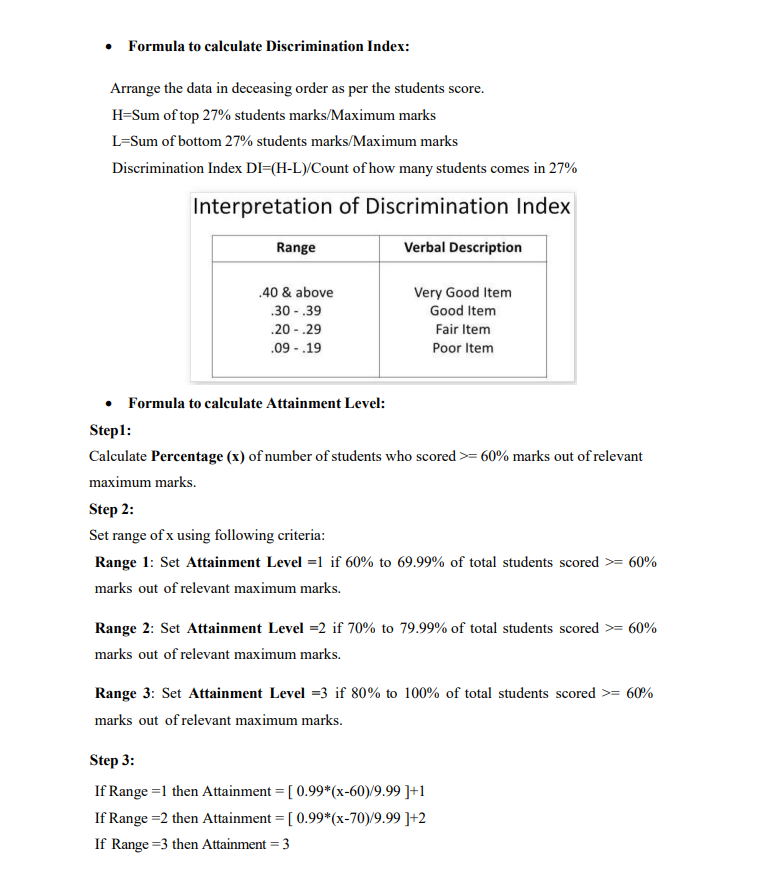 • Formula to calculate Discrimination Index:
Arrange the data in deceasing order as per the students score.
H=Sum of top 27% students marks/Maximum marks
L=Sum of bottom 27% students marks/Maximum marks
Discrimination Index DI=(H-L)/Count of how many students comes in 27%
Interpretation of Discrimination Index
Range Verbal Description
.40 & above Very Good Item
.30 - .39 Good Item
.20 - .29 Fair Item
.09 - .19 Poor Item
• Formula to calculate Attainment Level:
Step1:
Calculate Percentage (x) of number of students who scored >= 60% marks out of relevant
maximum marks.
Step 2:
Set range of x using following criteria:
Range 1: Set Attainment Level =1 if 60% to 69.99% of total students scored >= 60%
marks out of relevant maximum marks.
Range 2: Set Attainment Level =2 if 70% to 79.99% of total students scored >= 60%
marks out of relevant maximum marks.
Range 3: Set Attainment Level =3 if 80% to 100% of total students scored >= 60%
marks out of relevant maximum marks.
Step 3:
If Range =1 then Attainment = [ 0.99*(x-60)/9.99 ]+1
If Range =2 then Attainment = [ 0.99*(x-70)/9.99 ]+2
If Range =3 then Attainment = 3